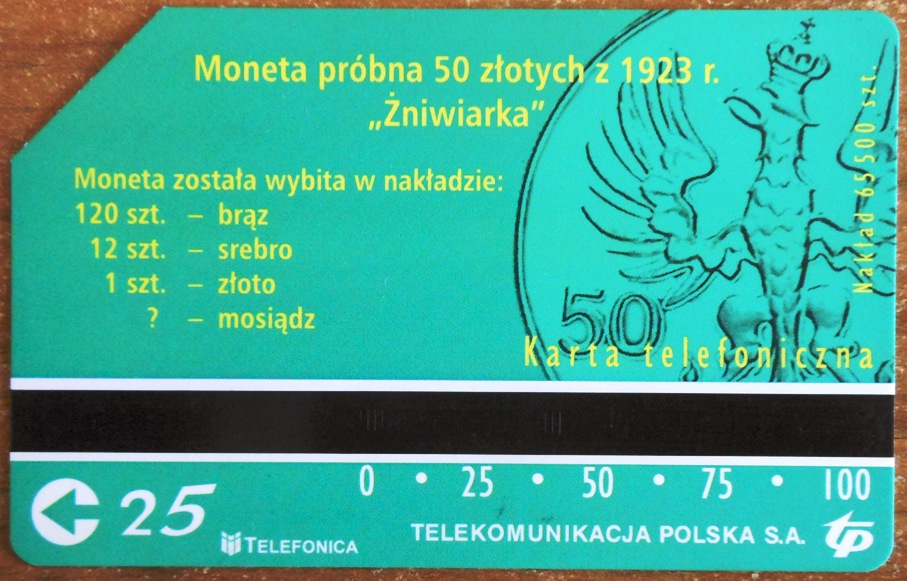 Moneta próbna 50 złotych z 1923 r.
„Żniwiarka”
Moneta została wybita w nakładzie:
120 szt. – brąz
12 szt. – srebro
1 szt. – złoto
? – mosiądz
50
Nakład 65500 szt.
Karta telefoniczna
0 • 25 • 50 • 75 • 100
25
TELEFONICA
TELEKOMUNIKACJA POLSKA S.A. tp